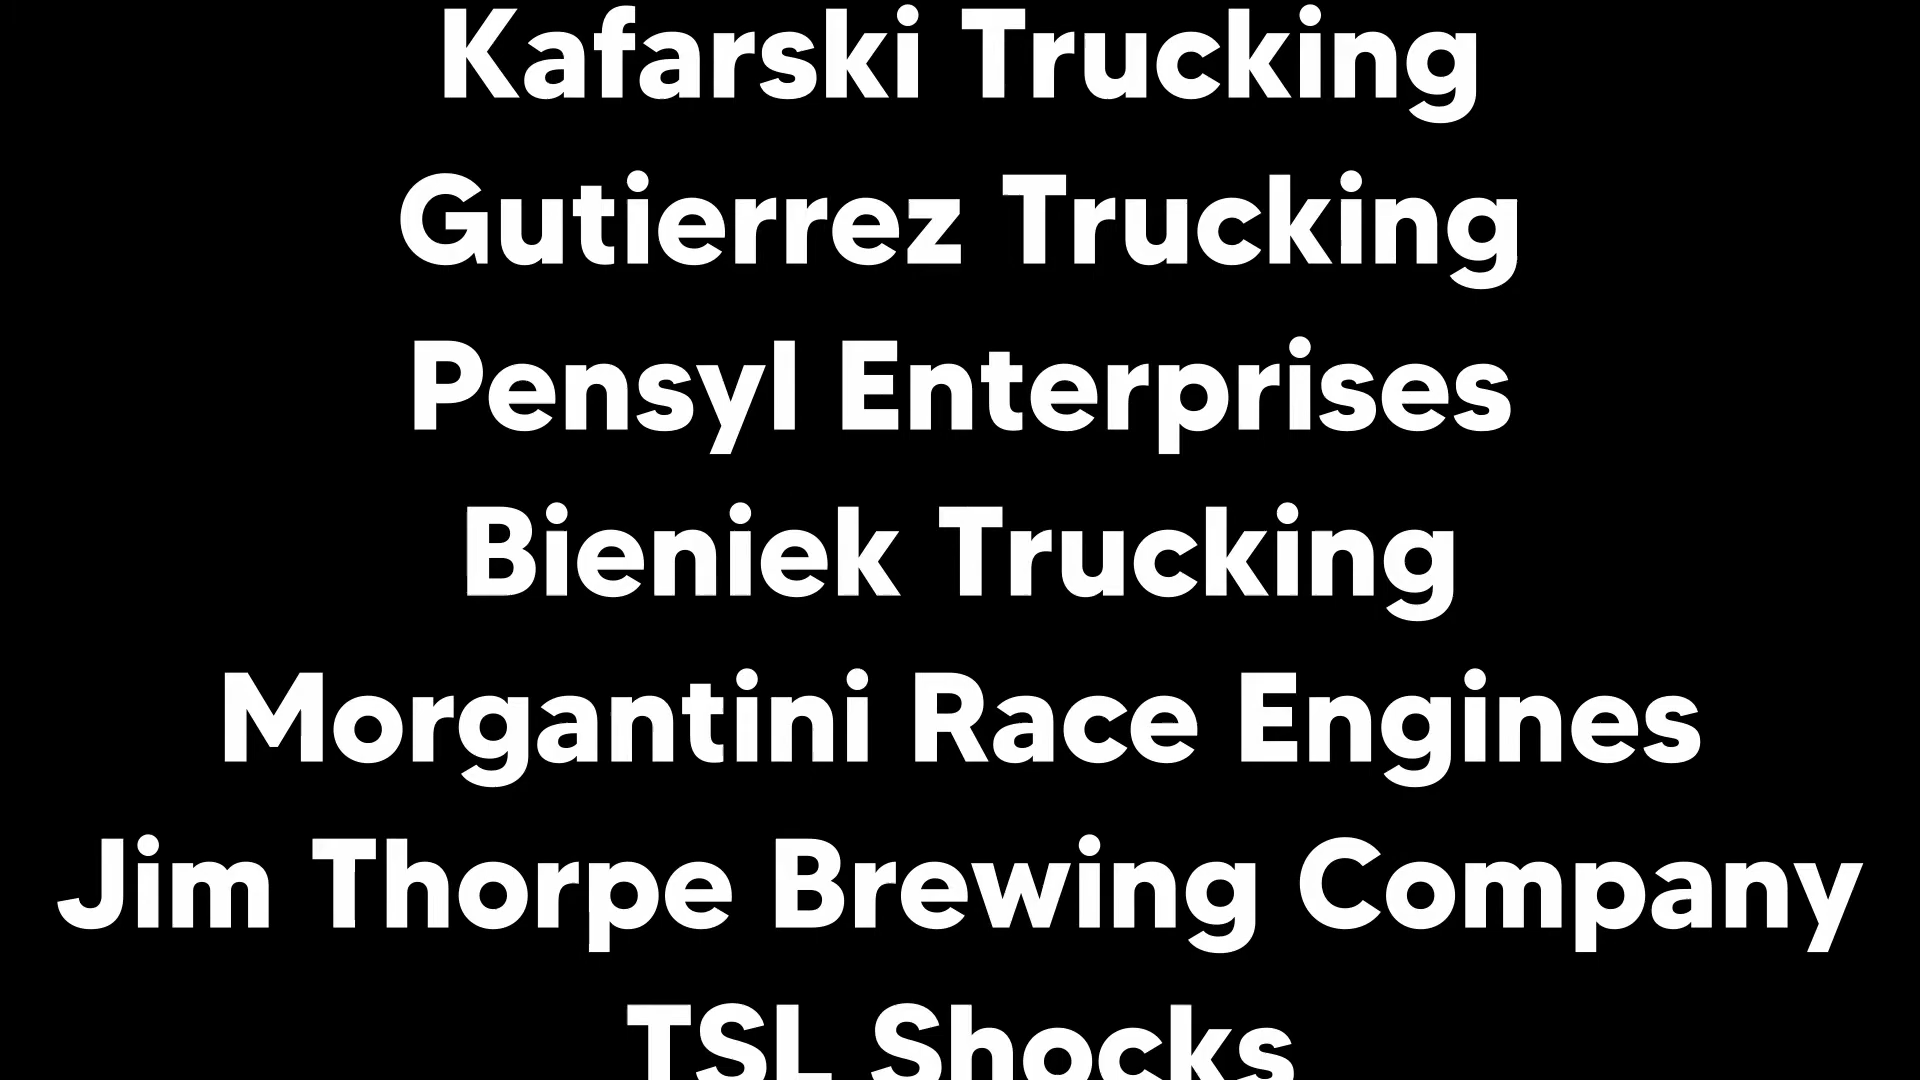 Kafarski Trucking
Gutierrez Trucking
Pensyl Enterprises
Bieniek Trucking
Morgantini Race Engines
Jim Thorpe Brewing Company
TSL Shocks